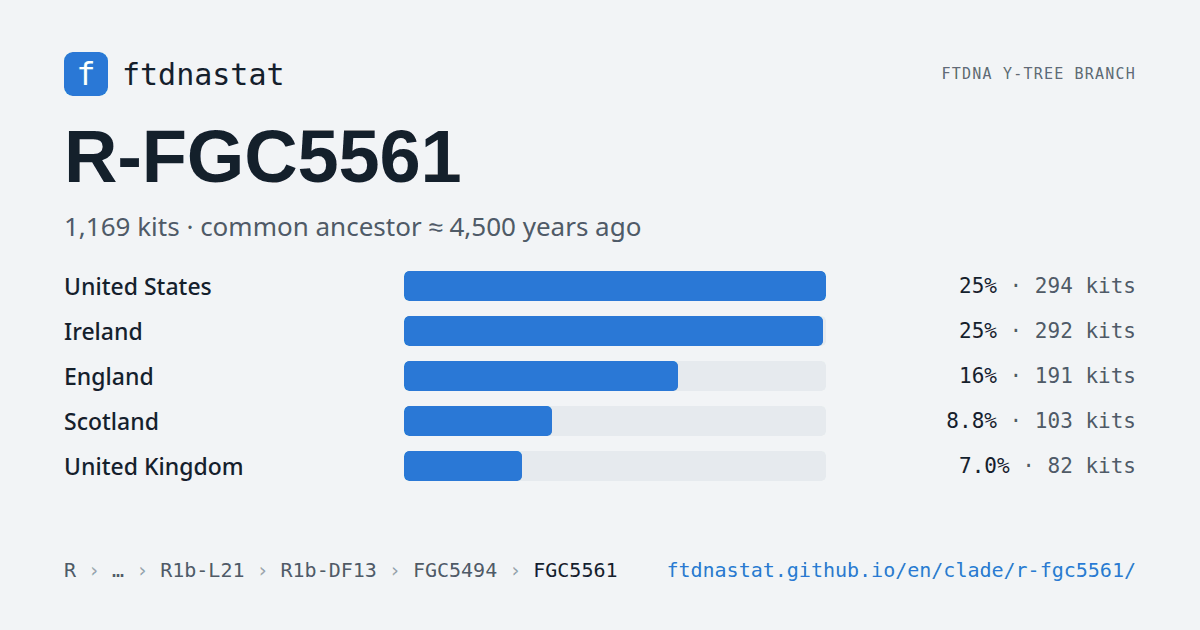 f ftdnastat
FTDNA Y-TREE BRANCH
R-FGC5561
1,169 kits · common ancestor ≈ 4,500 years ago
United States 25% · 294 kits
Ireland 25% · 292 kits
England 16% · 191 kits
Scotland 8.8% · 103 kits
United Kingdom 7.0% · 82 kits
R › … › R1b-L21 › R1b-DF13 › FGC5494 › FGC5561
ftdnastat.github.io/en/clade/r-fgc5561/